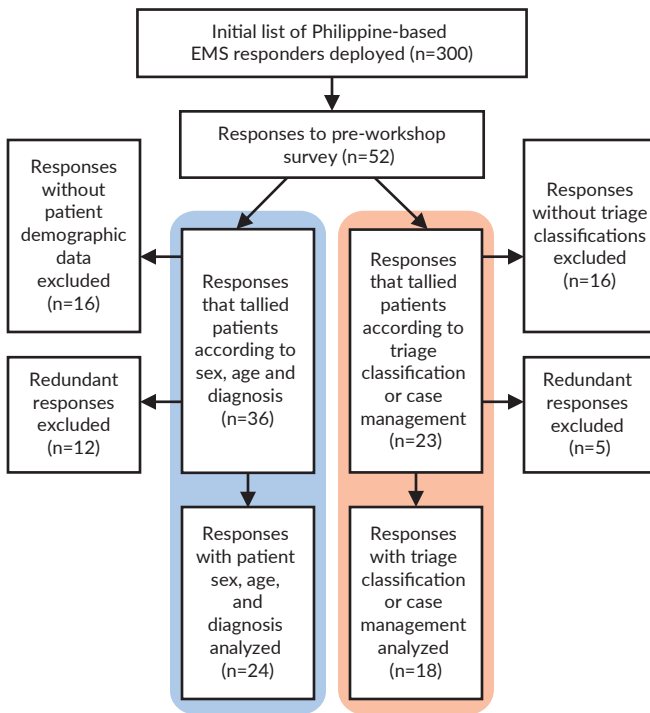 Initial list of Philippine-based
EMS responders deployed (n=300)
Responses to pre-workshop
survey (n=52)
Responses
without
patient
demographic
data
excluded
(n=16)
Responses
that tallied
patients
according to
sex, age and
diagnosis
(n=36)
Responses
that tallied
patients
according to
triage
classification
or case
management
(n=23)
Responses
without triage
classifications
excluded
(n=16)
Redundant
responses
excluded
(n=12)
Redundant
responses
excluded
(n=5)
Responses
with patient
sex, age,
and
diagnosis
analyzed
(n=24)
Responses
with triage
classification
or case
management
analyzed
(n=18)